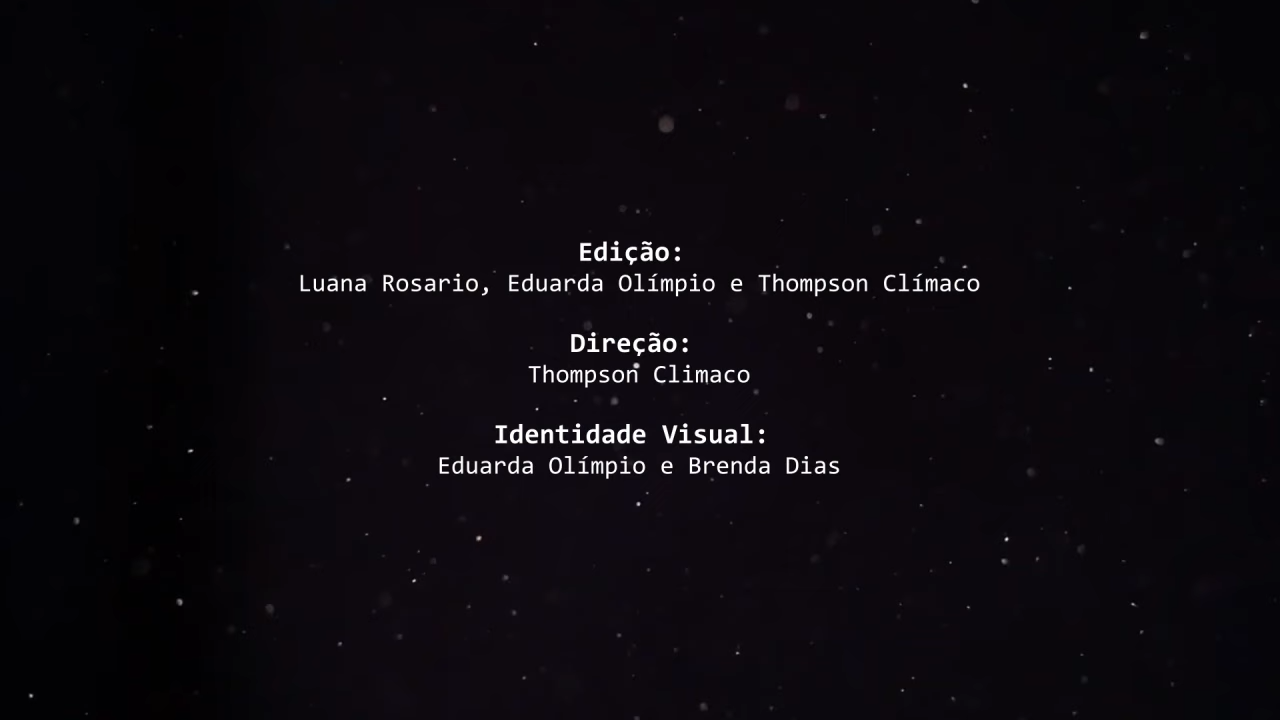 Edição:
Luana Rosario, Eduarda Olímpio e Thompson Clímaco
Direção:
Thompson Climaco
Identidade Visual:
Eduarda Olímpio e Brenda Dias